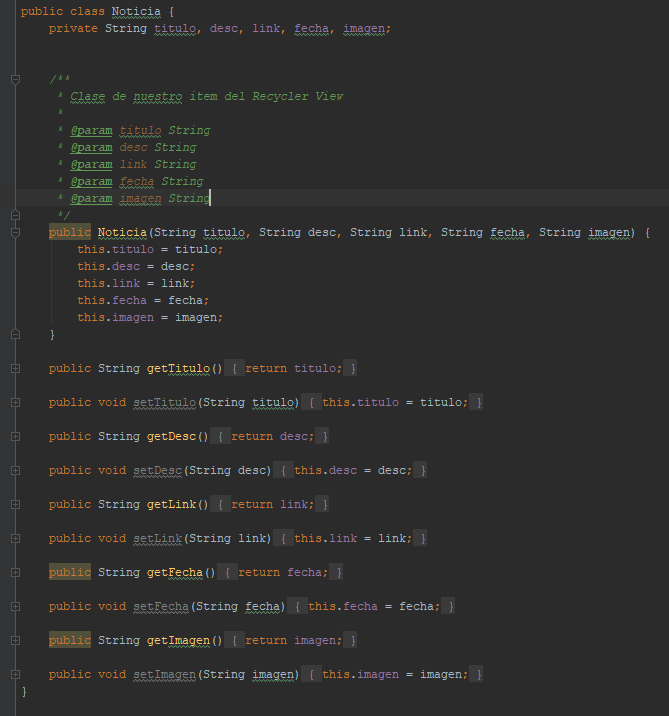 public class Noticia {
private String titulo, desc, link, fecha, imagen;
/**
* Clase de nuestro item del Recycler View
*
* @param titulo String
* @param desc String
* @param link String
* @param fecha String
* @param imagen String
*/
public Noticia(String titulo, String desc, String link, String fecha, String imagen) {
this.titulo = titulo;
this.desc = desc;
this.link = link;
this.fecha = fecha;
this.imagen = imagen;
}
public String getTitulo() { return titulo; }
public void setTitulo(String titulo) { this.titulo = titulo; }
public String getDesc() { return desc; }
public void setDesc(String desc) { this.desc = desc; }
public String getLink() { return link; }
public void setLink(String link) { this.link = link; }
public String getFecha() { return fecha; }
public void setFecha(String fecha) { this.fecha = fecha; }
public String getImagen() { return imagen; }
public void setImagen(String imagen) { this.imagen = imagen; }
}